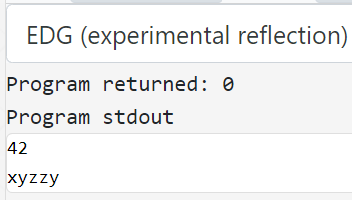 EDG (experimental reflection)
Program returned: 0
Program stdout
42
xyzzy